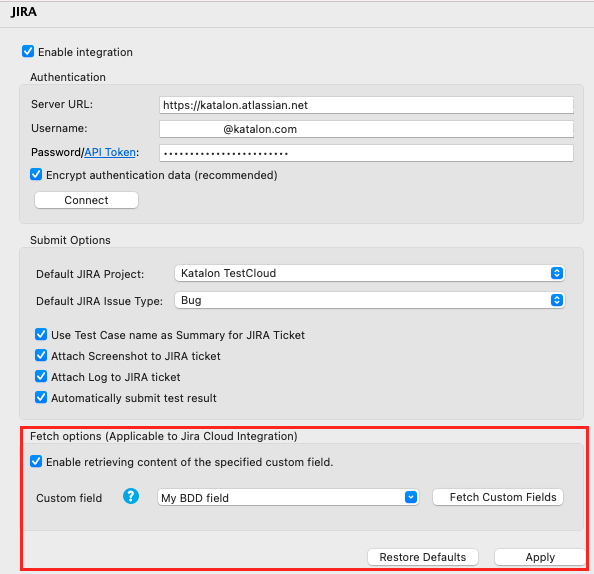 JIRA
Enable integration
Authentication
Server URL: https://katalon.atlassian.net
Username: @katalon.com
Password/API Token: ••••••••••••••••••••••••
Encrypt authentication data (recommended)
Connect
Submit Options
Default JIRA Project: Katalon TestCloud
Default JIRA Issue Type: Bug
Use Test Case name as Summary for JIRA Ticket
Attach Screenshot to JIRA ticket
Attach Log to JIRA ticket
Automatically submit test result
Fetch options (Applicable to Jira Cloud Integration)
Enable retrieving content of the specified custom field.
Custom field ? My BDD field Fetch Custom Fields
Restore Defaults Apply